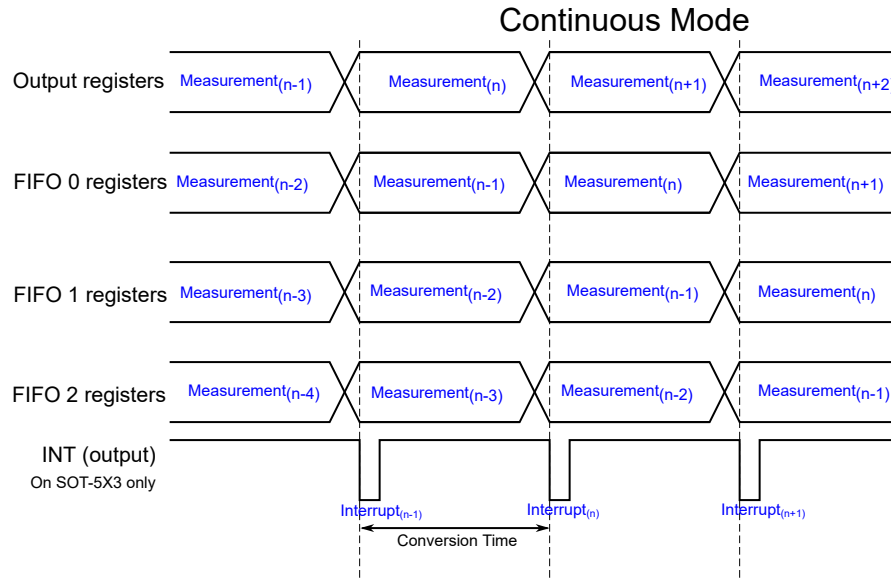 Continuous Mode
Output registers
Measurement(n-1)
Measurement(n)
Measurement(n+1)
Measurement(n+2)
FIFO 0 registers
Measurement(n-2)
Measurement(n-1)
Measurement(n)
Measurement(n+1)
FIFO 1 registers
Measurement(n-3)
Measurement(n-2)
Measurement(n-1)
Measurement(n)
FIFO 2 registers
Measurement(n-4)
Measurement(n-3)
Measurement(n-2)
Measurement(n-1)
INT (output)
On SOT-5X3 only
Interrupt(n-1)
Interrupt(n)
Interrupt(n+1)
Conversion Time